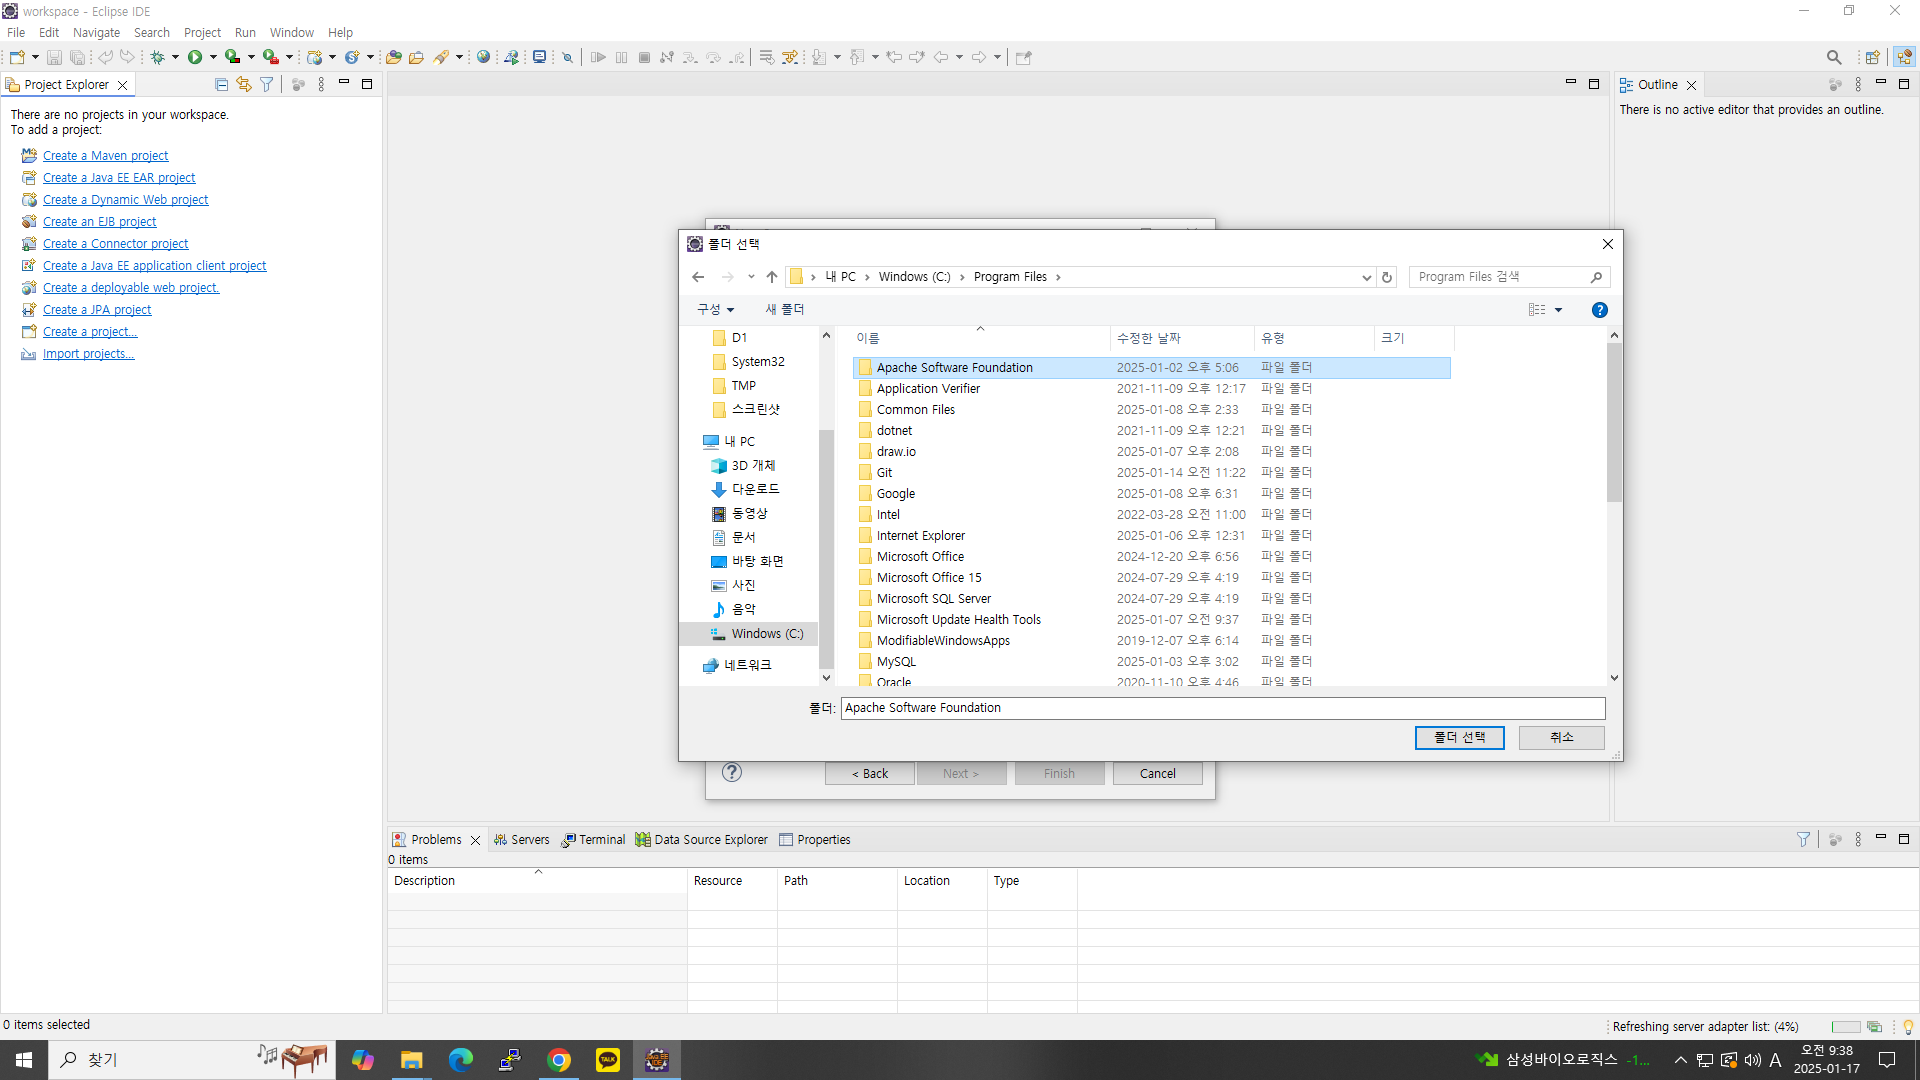 workspace - Eclipse IDE
File Edit Navigate Search Project Run Window Help
Project Explorer
There are no projects in your workspace.
To add a project:
Create a Maven project
Create a Java EE EAR project
Create a Dynamic Web project
Create an EJB project
Create a Connector project
Create a Java EE application client project
Create a deployable web project.
Create a JPA project
Create a project...
Import projects...
Outline
There is no active editor that provides an outline.
폴더 선택
내 PC > Windows (C:) > Program Files >
Program Files 검색
구성 새 폴더
D1
System32
TMP
스크린샷
내 PC
3D 개체
다운로드
동영상
문서
바탕 화면
사진
음악
Windows (C:)
네트워크
이름 수정한 날짜 유형 크기
Apache Software Foundation 2025-01-02 오후 5:06 파일 폴더
Application Verifier 2021-11-09 오후 12:17 파일 폴더
Common Files 2025-01-08 오후 2:33 파일 폴더
dotnet 2021-11-09 오후 12:21 파일 폴더
draw.io 2025-01-07 오후 2:08 파일 폴더
Git 2025-01-14 오전 11:22 파일 폴더
Google 2025-01-08 오후 6:31 파일 폴더
Intel 2022-03-28 오전 11:00 파일 폴더
Internet Explorer 2025-01-06 오후 12:31 파일 폴더
Microsoft Office 2024-12-20 오후 6:56 파일 폴더
Microsoft Office 15 2024-07-29 오후 4:19 파일 폴더
Microsoft SQL Server 2024-07-29 오후 4:19 파일 폴더
Microsoft Update Health Tools 2025-01-07 오전 9:37 파일 폴더
ModifiableWindowsApps 2019-12-07 오후 6:14 파일 폴더
MySQL 2025-01-03 오후 3:02 파일 폴더
Oracle 2020-11-10 오후 4:46 파일 폴더
폴더: Apache Software Foundation
폴더 선택 취소
< Back Next > Finish Cancel
Problems Servers Terminal Data Source Explorer Properties
0 items
Description Resource Path Location Type
0 items selected
Refreshing server adapter list: (4%)
찾기
TALK
Java EE
IDE
삼성바이오로직스 -1...
A
오전 9:38
2025-01-17